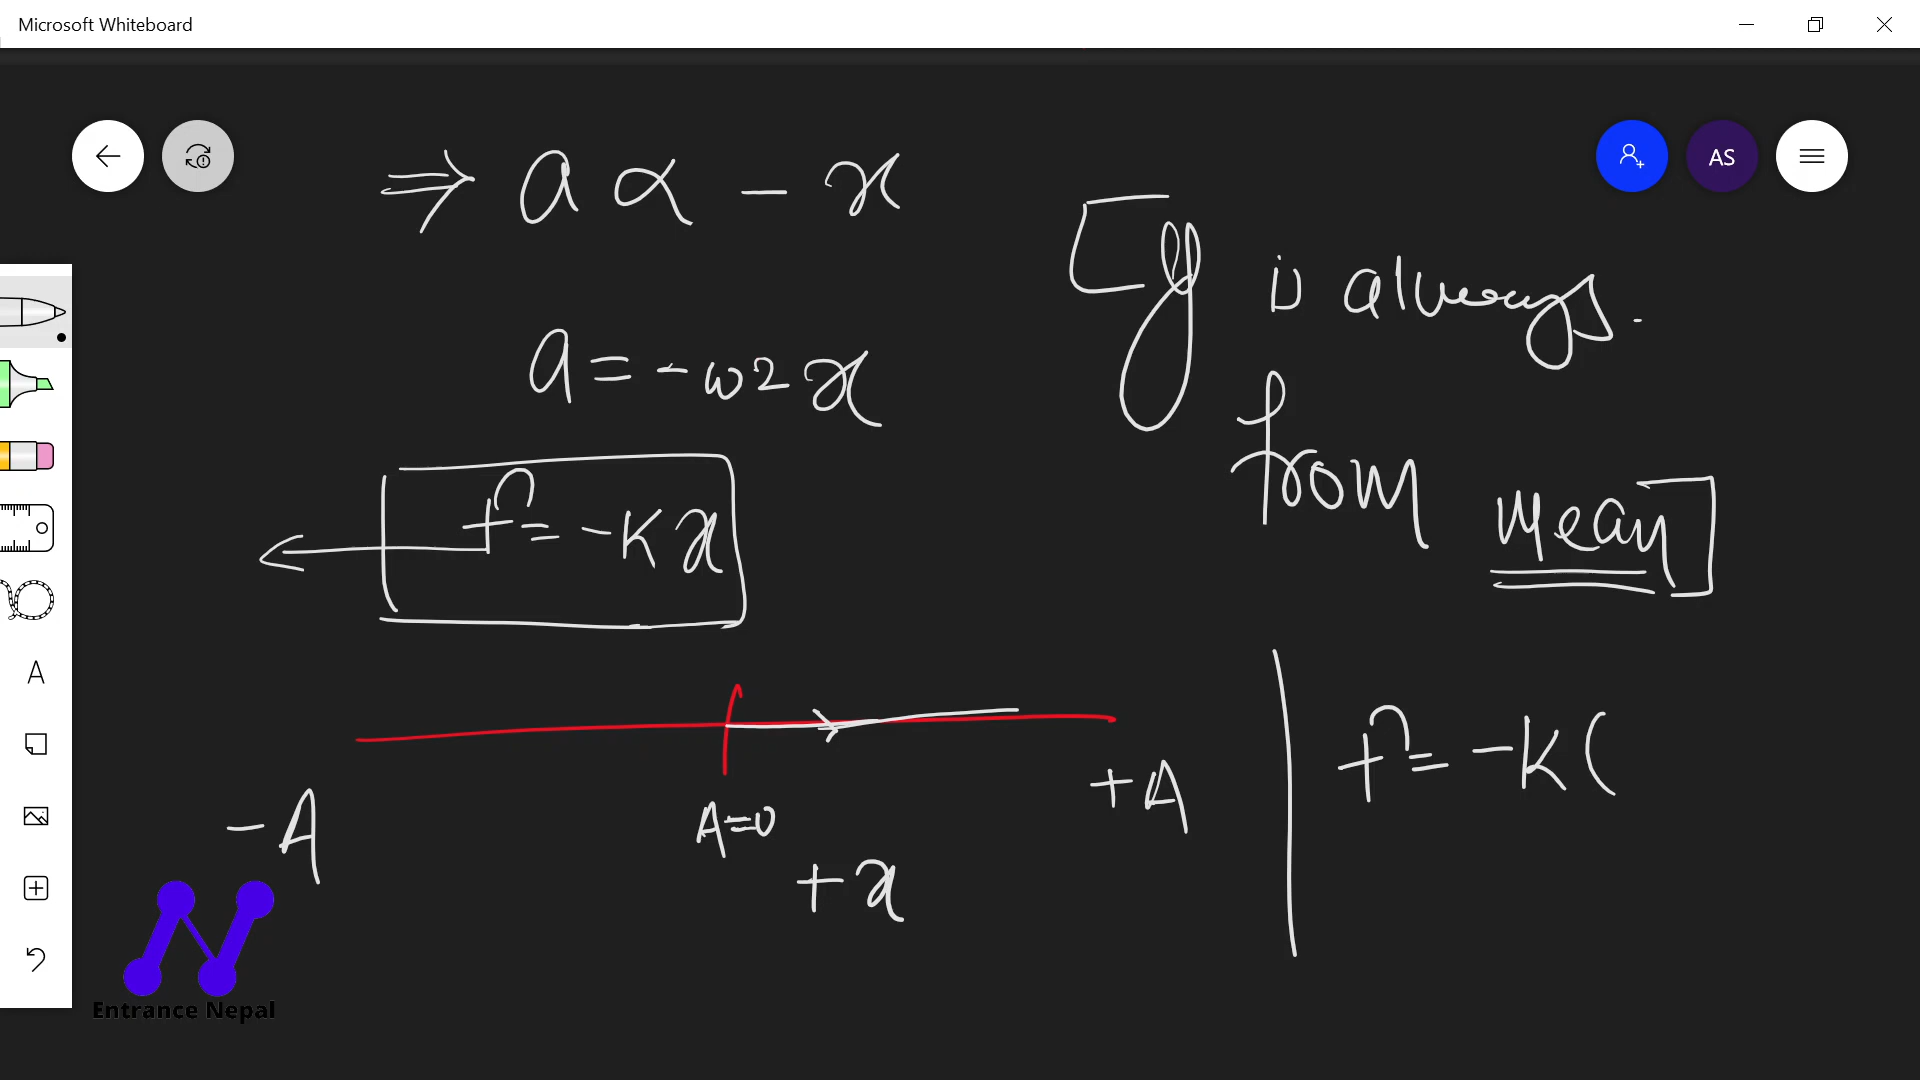 Microsoft Whiteboard
AS
⇒ a α - x
a = -ω2x
f = -Kx
[y is always.
from
Mean]
-A
A=0
+A
+x
f = -K(
A
Entrance Nepal